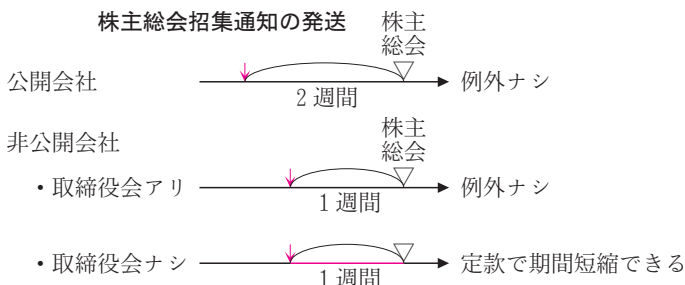 株主総会招集通知の発送
株主
総会
公開会社
2週間
例外ナシ
非公開会社
株主
総会
・取締役会アリ
1週間
例外ナシ
・取締役会ナシ
1週間
定款で期間短縮できる